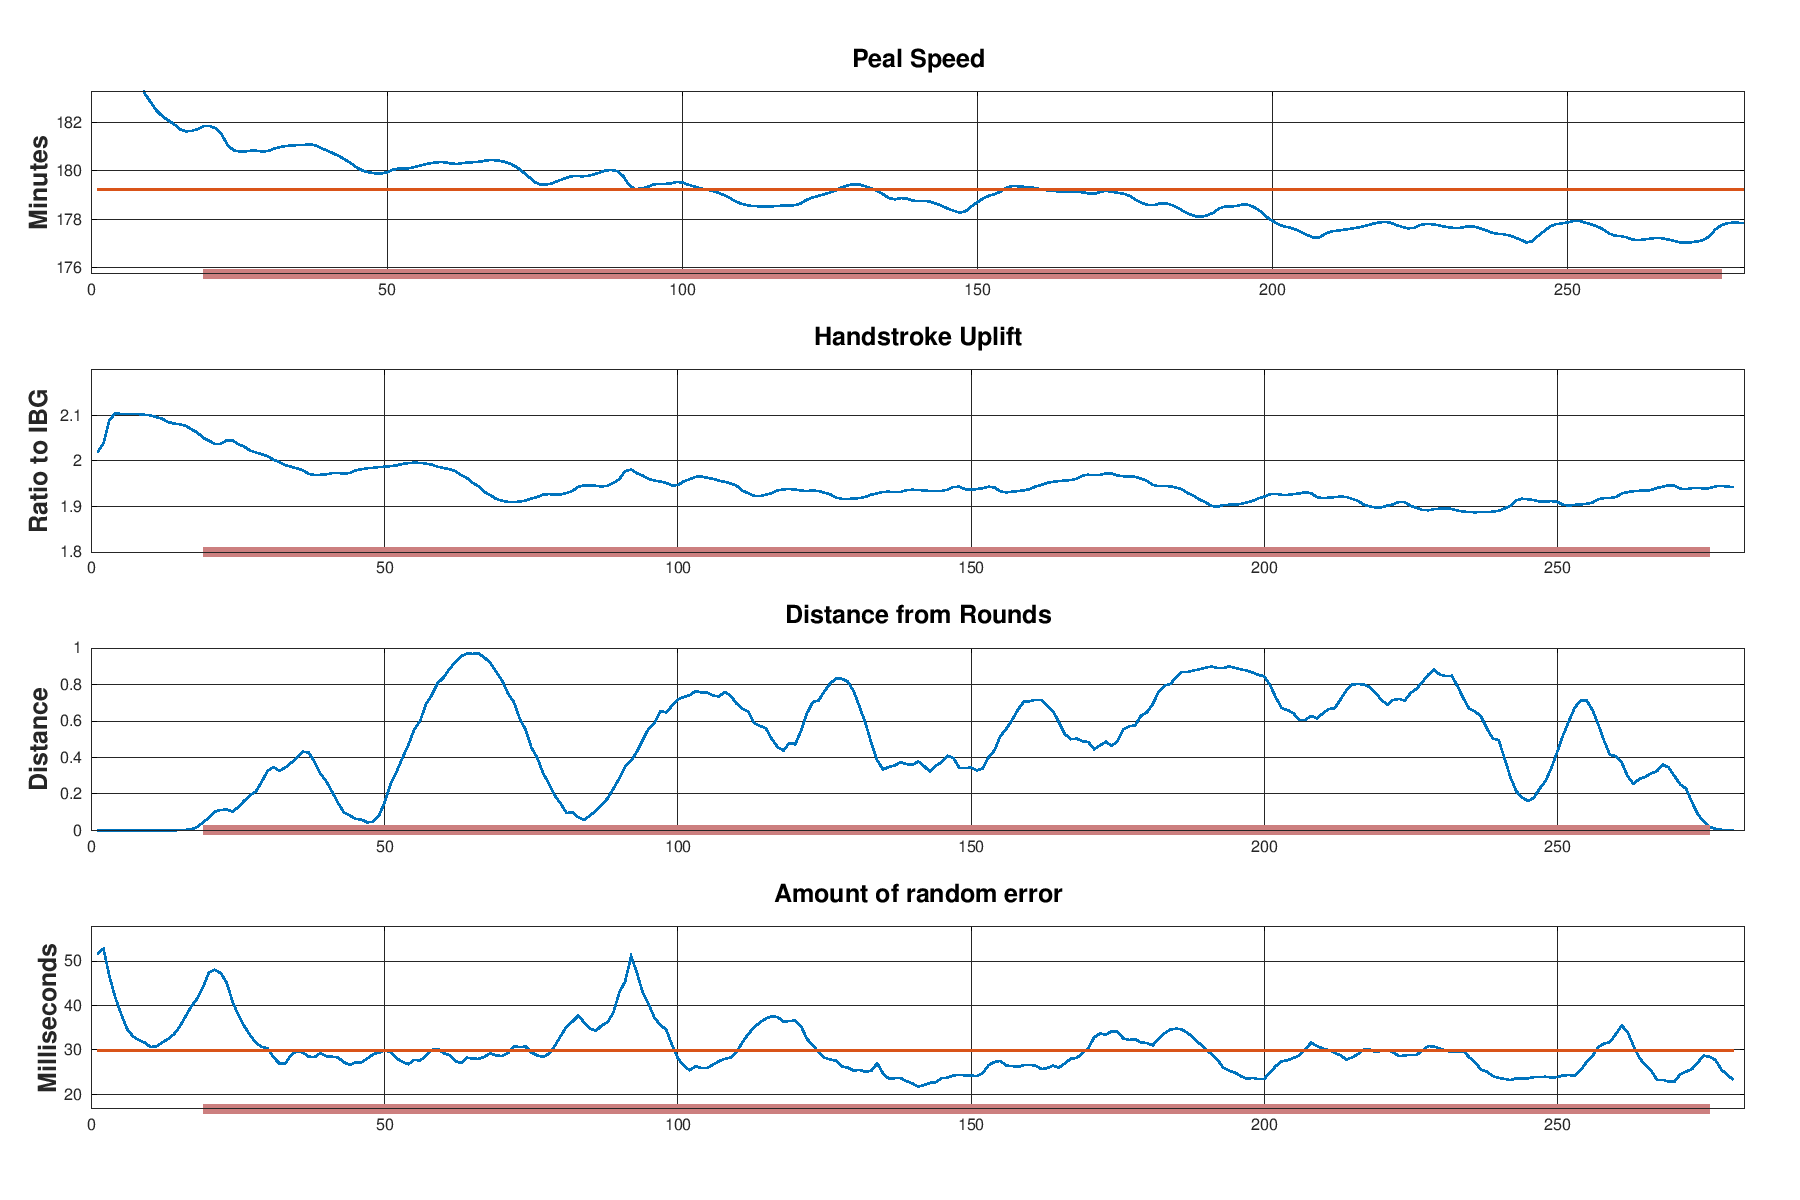 Peal Speed
Minutes
182
180
178
176
0 50 100 150 200 250
Handstroke Uplift
Ratio to IBG
2.1
2
1.9
1.8
0 50 100 150 200 250
Distance from Rounds
Distance
1
0.8
0.6
0.4
0.2
0
0 50 100 150 200 250
Amount of random error
Milliseconds
50
40
30
20
0 50 100 150 200 250